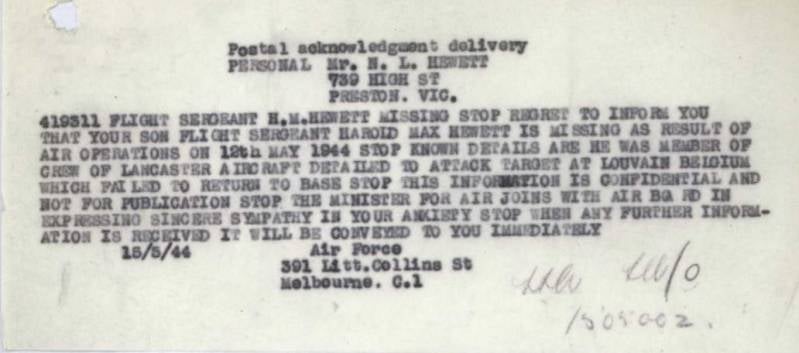 Postal acknowledgment delivery
PERSONAL Mr. N. L. HEWETT
739 HIGH ST
PRESTON. VIC.
419311 FLIGHT SERGEANT H.M.HEWETT MISSING STOP REGRET TO INFORM YOU
THAT YOUR SON FLIGHT SERGEANT HAROLD MAX HEWETT IS MISSING AS RESULT OF
AIR OPERATIONS ON 12th MAY 1944 STOP KNOWN DETAILS ARE HE WAS MEMBER OF
CREW OF LANCASTER AIRCRAFT DETAILED TO ATTACK TARGET AT LOUVAIN BEIGIUM
WHICH FAILED TO RETURN TO BASE STOP THIS INFORMATION IS CONFIDENTIAL AND
NOT FOR PUBLICATION STOP THE MINISTER FOR AIR JOINS WITH AIR BO RD IN
EXPRESSING SINCERE SYMPATHY IN YOUR ANXIETY STOP WHEN ANY FURTHER INFORM-
ATION IS RECEIVED IT WILL BE CONVEYED TO YOU IMMEDIATELY
15/5/44 Air Force
391 Litt.Collins St
Melbourne. C.1